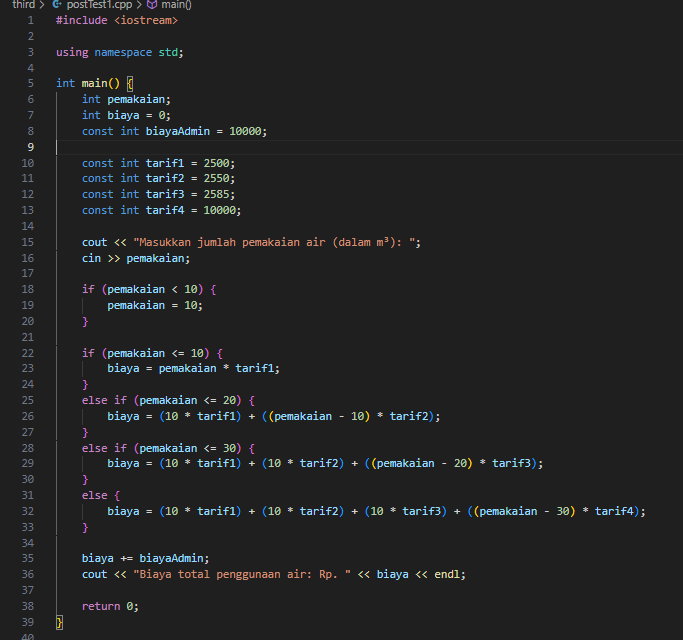 third > postTest1.cpp > main()
1 #include <iostream>
2
3 using namespace std;
4
5 int main() {
6 int pemakaian;
7 int biaya = 0;
8 const int biayaAdmin = 10000;
9
10 const int tarif1 = 2500;
11 const int tarif2 = 2550;
12 const int tarif3 = 2585;
13 const int tarif4 = 10000;
14
15 cout << "Masukkan jumlah pemakaian air (dalam m³): ";
16 cin >> pemakaian;
17
18 if (pemakaian < 10) {
19 pemakaian = 10;
20 }
21
22 if (pemakaian <= 10) {
23 biaya = pemakaian * tarif1;
24 }
25 else if (pemakaian <= 20) {
26 biaya = (10 * tarif1) + ((pemakaian - 10) * tarif2);
27 }
28 else if (pemakaian <= 30) {
29 biaya = (10 * tarif1) + (10 * tarif2) + ((pemakaian - 20) * tarif3);
30 }
31 else {
32 biaya = (10 * tarif1) + (10 * tarif2) + (10 * tarif3) + ((pemakaian - 30) * tarif4);
33 }
34
35 biaya += biayaAdmin;
36 cout << "Biaya total penggunaan air: Rp. " << biaya << endl;
37
38 return 0;
39 }
40